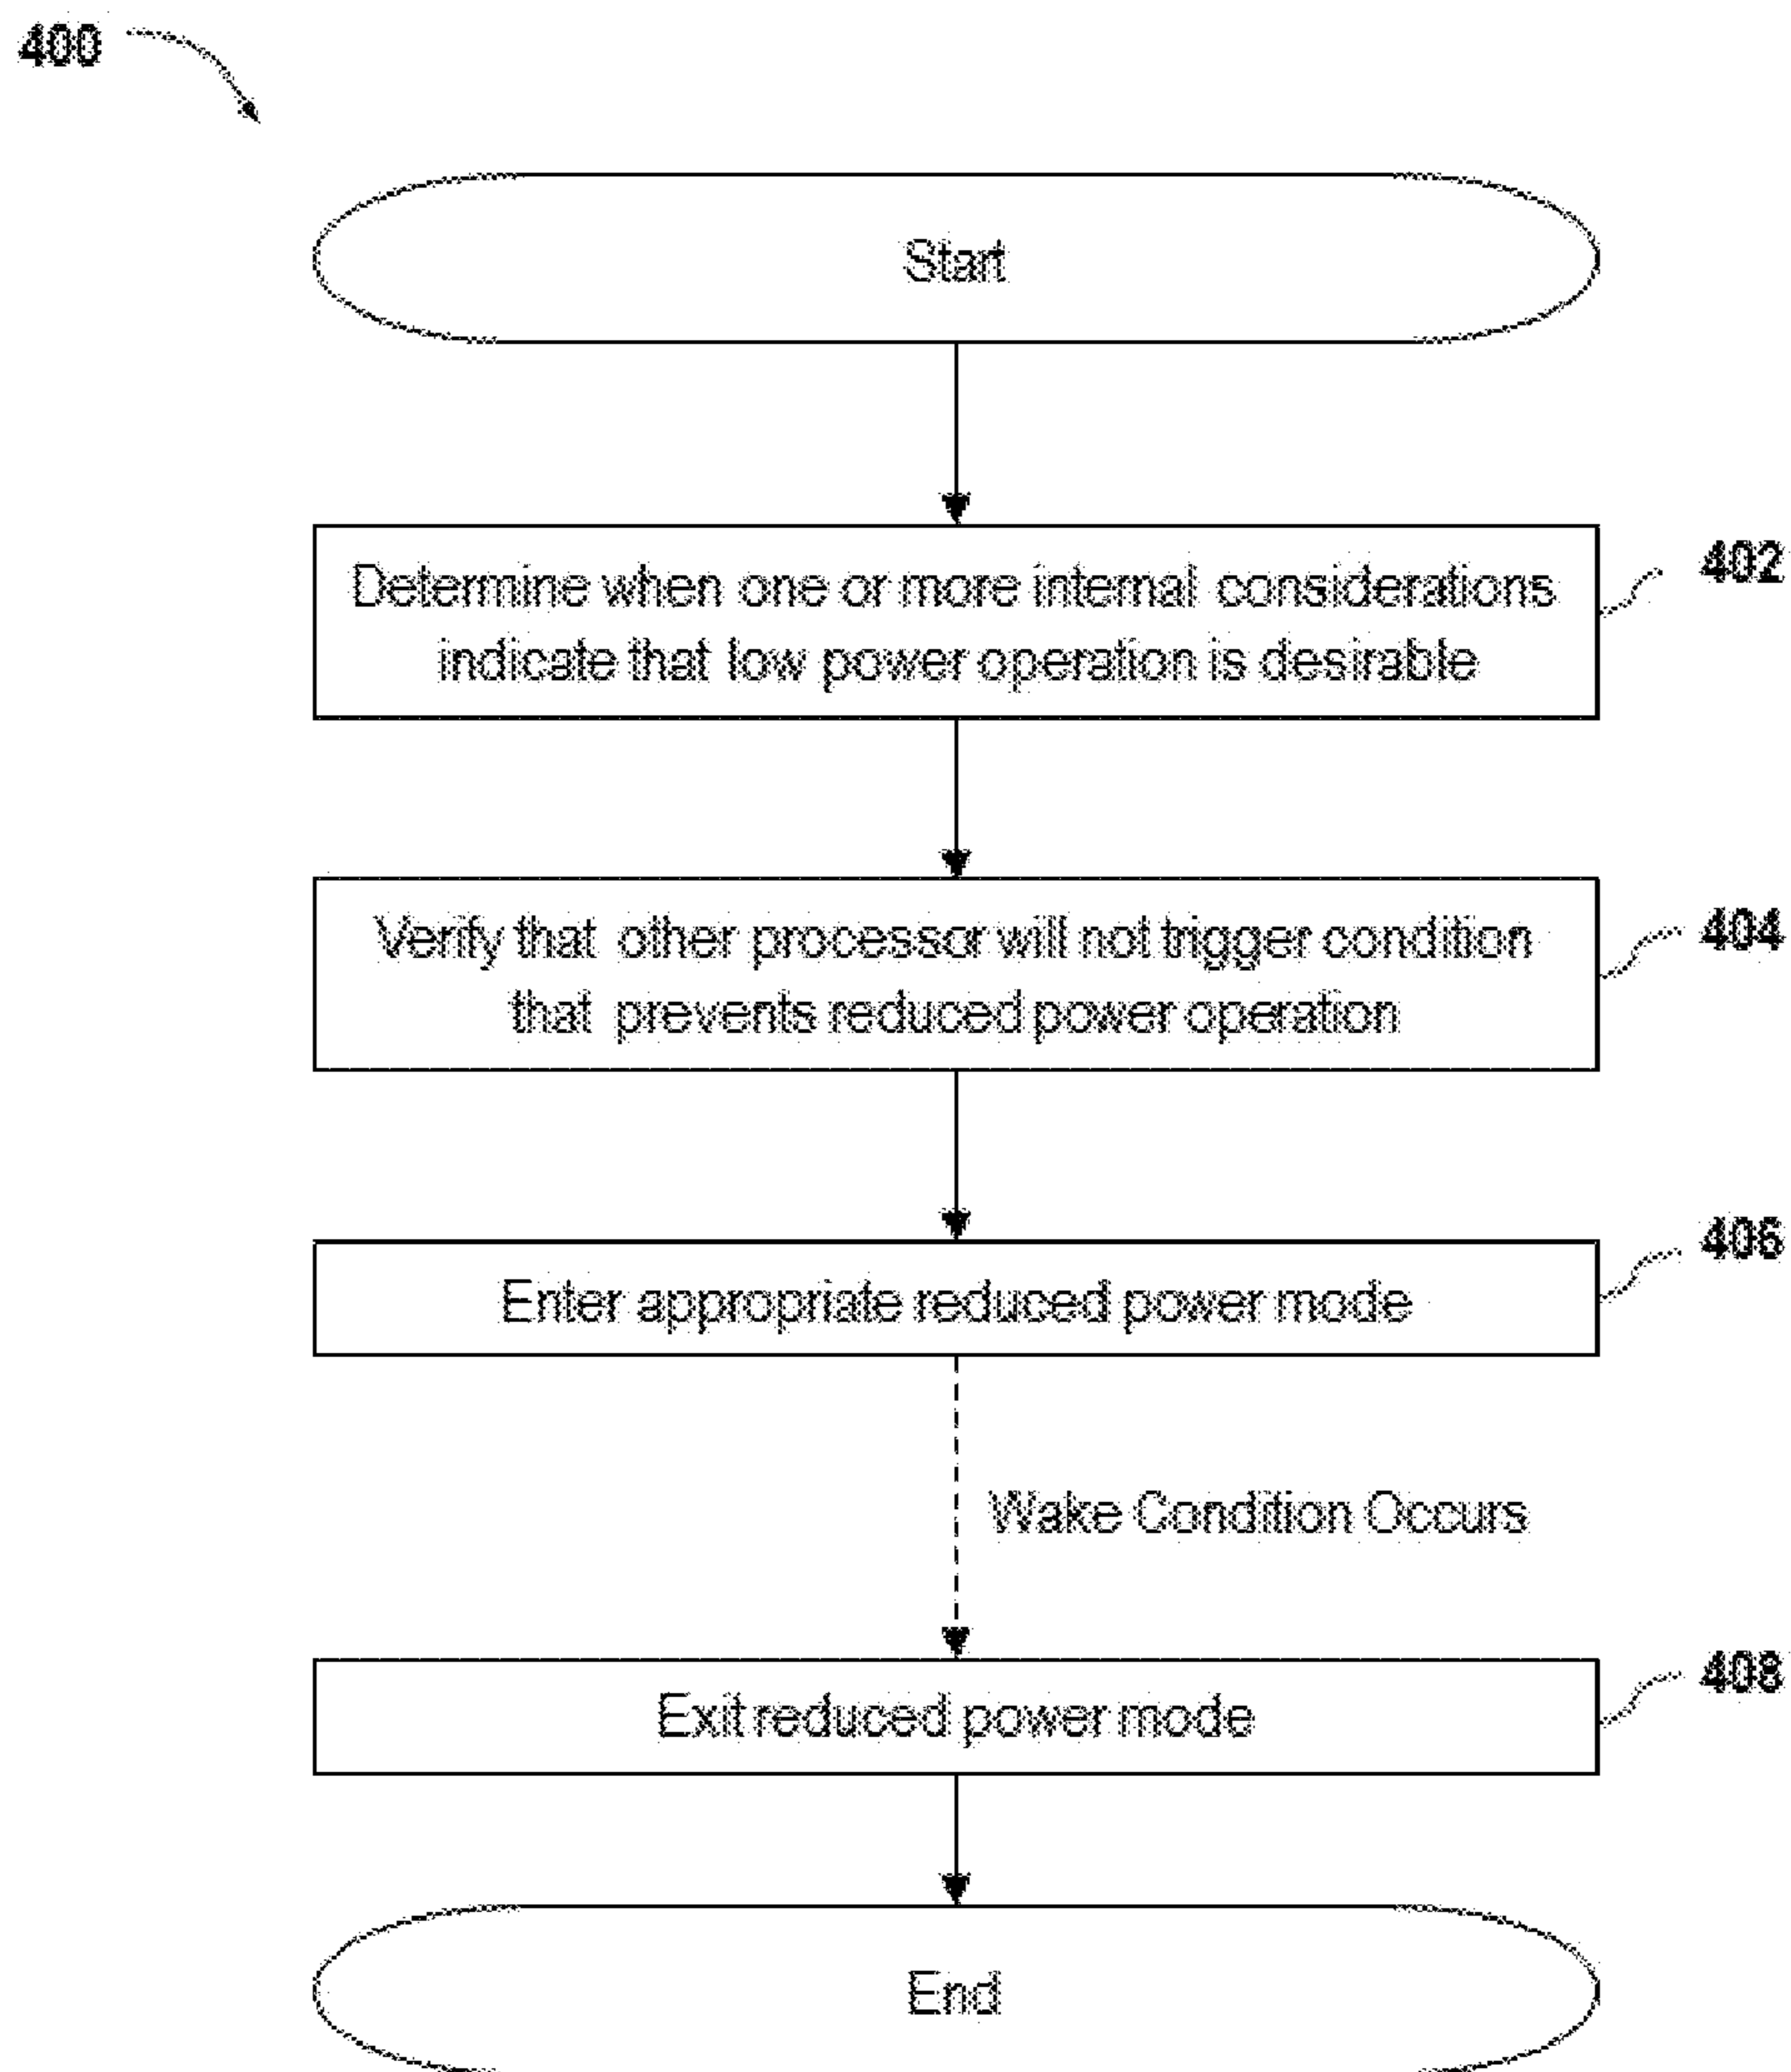 400
Start
Determine when one or more internal considerations
indicate that low power operation is desirable
402
Verify that other processor will not trigger condition
that prevents reduced power operation
404
Enter appropriate reduced power mode
406
Wake Condition Occurs
Exit reduced power mode
408
End